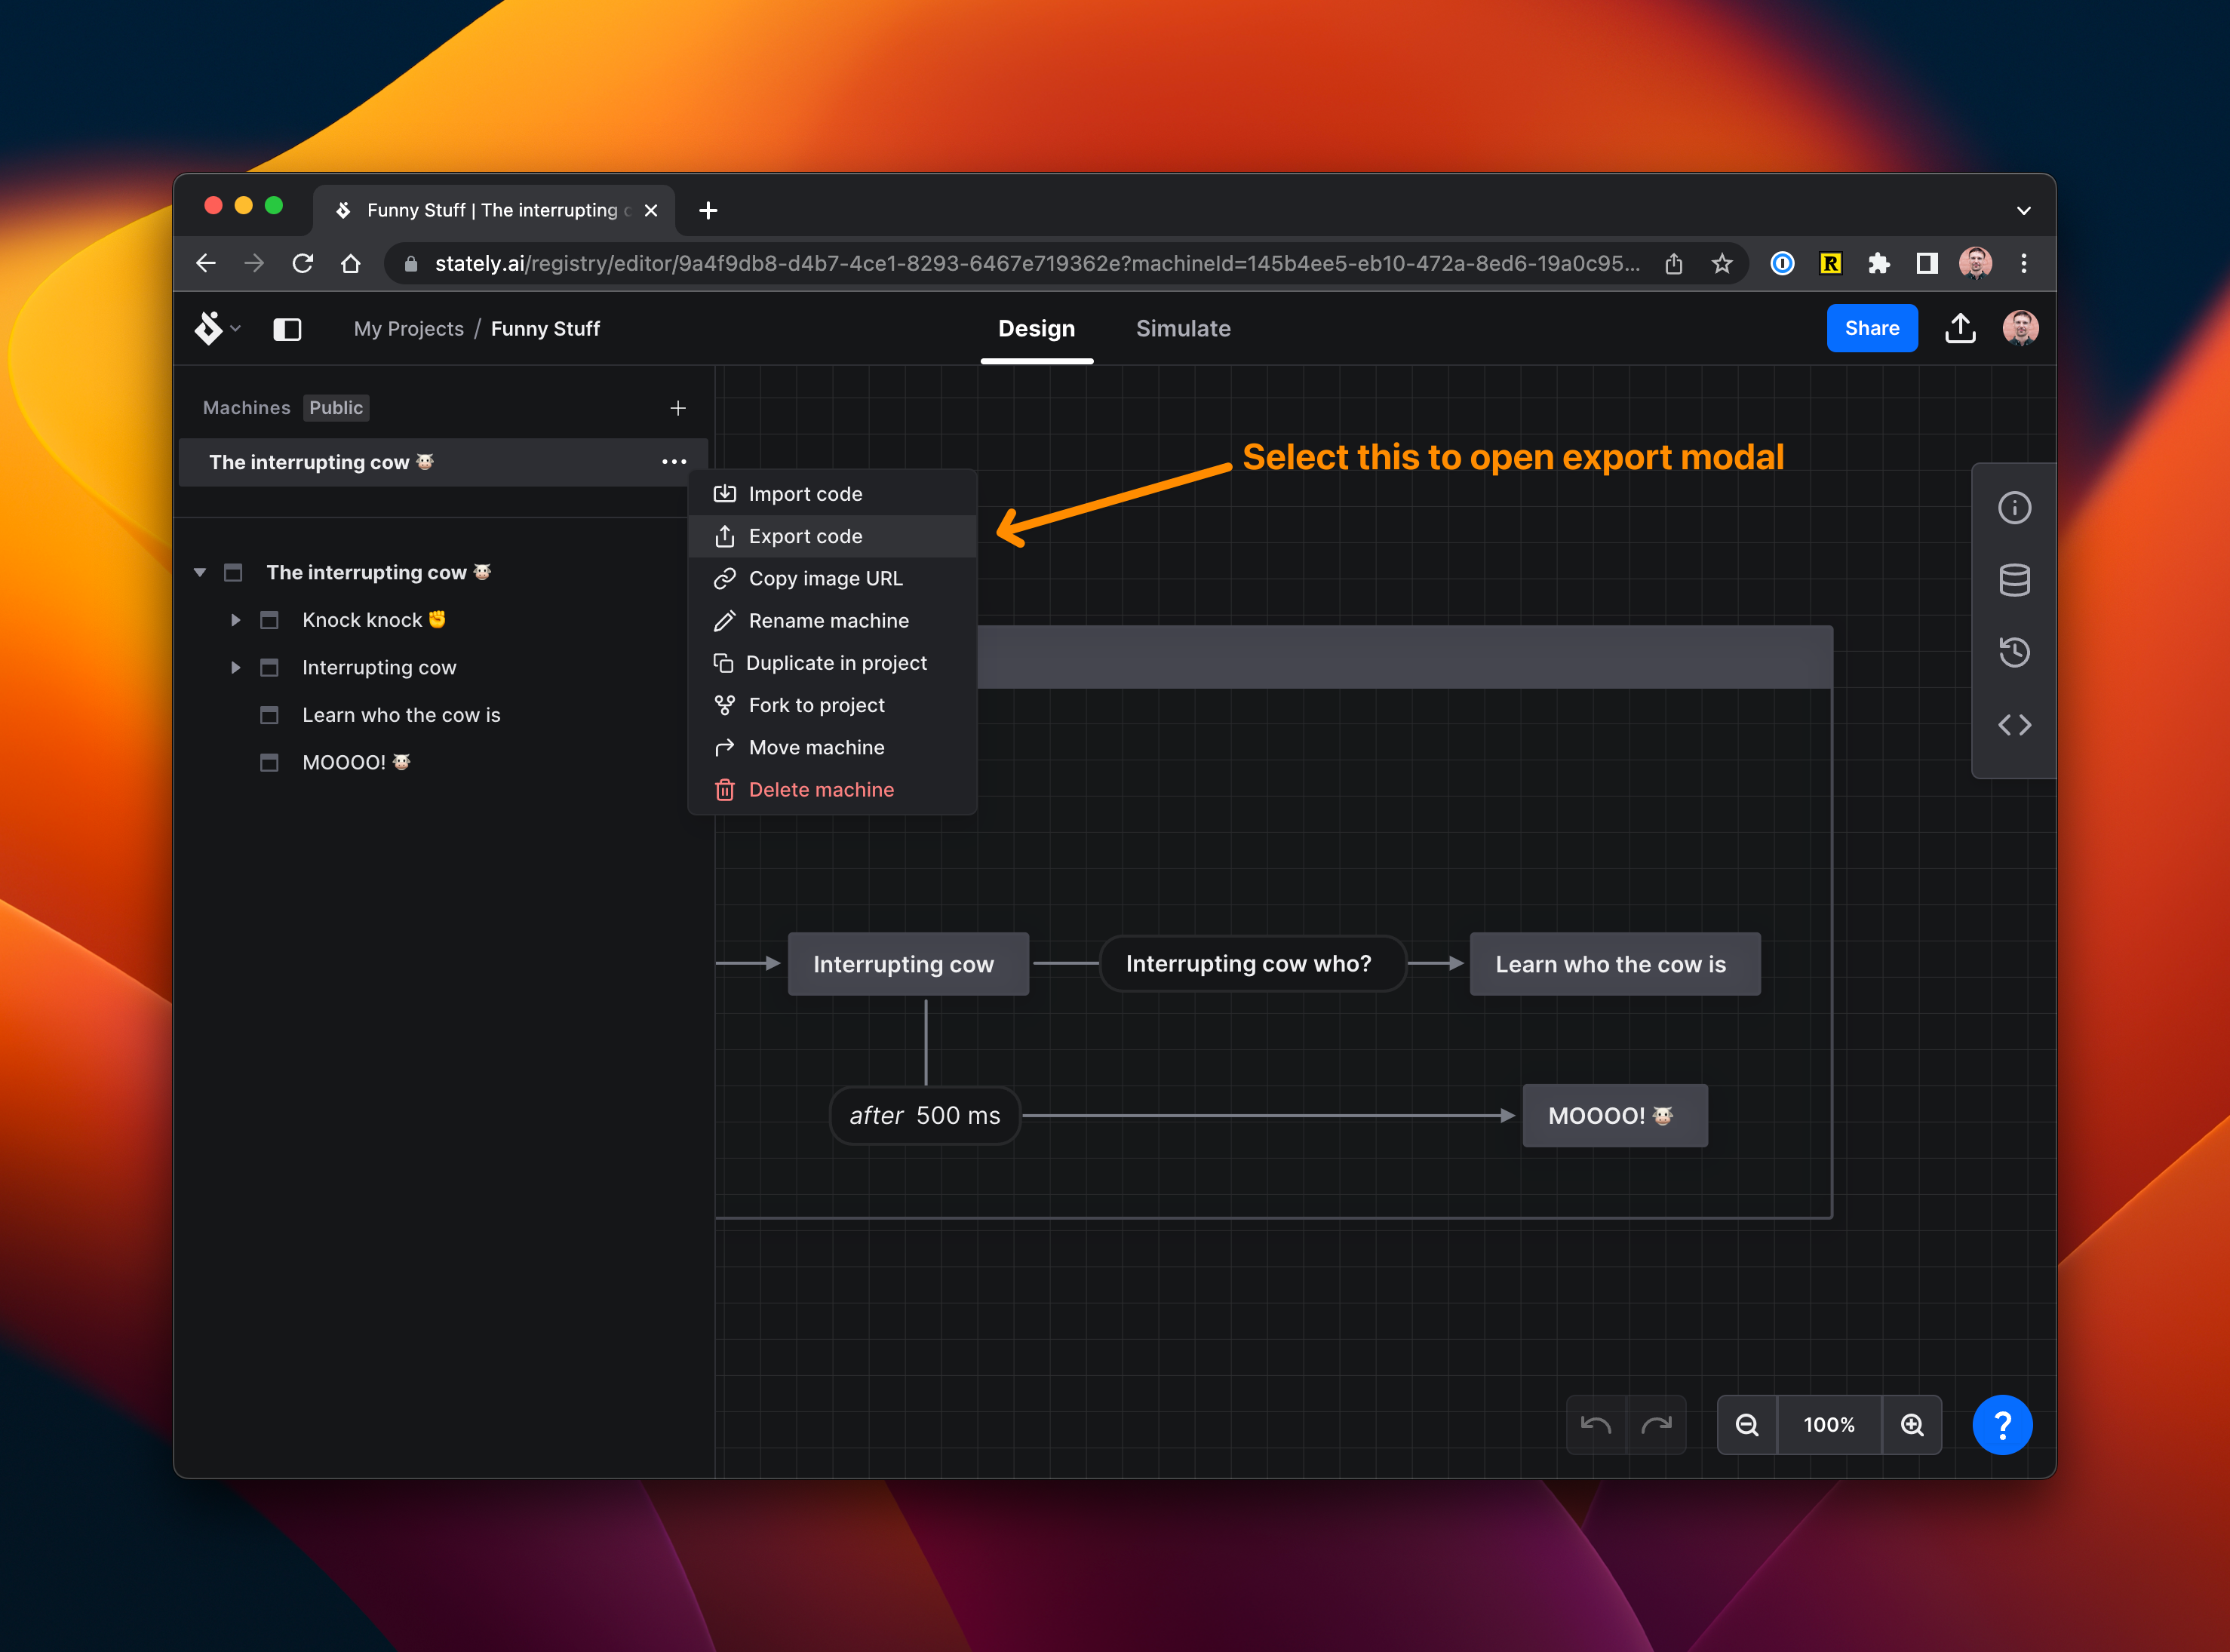 Funny Stuff | The interrupting c
stately.ai/registry/editor/9a4f9db8-d4b7-4ce1-8293-6467e719362e?machineId=145b4ee5-eb10-472a-8ed6-19a0c95...
My Projects / Funny Stuff
Design
Simulate
Share
Machines Public
The interrupting cow 🐮
Select this to open export modal
Import code
Export code
Copy image URL
Rename machine
Duplicate in project
Fork to project
Move machine
Delete machine
The interrupting cow 🐮
Knock knock ✊
Interrupting cow
Learn who the cow is
MOOOO! 🐮
Interrupting cow
Interrupting cow who?
Learn who the cow is
after 500 ms
MOOOO! 🐮
100%
?